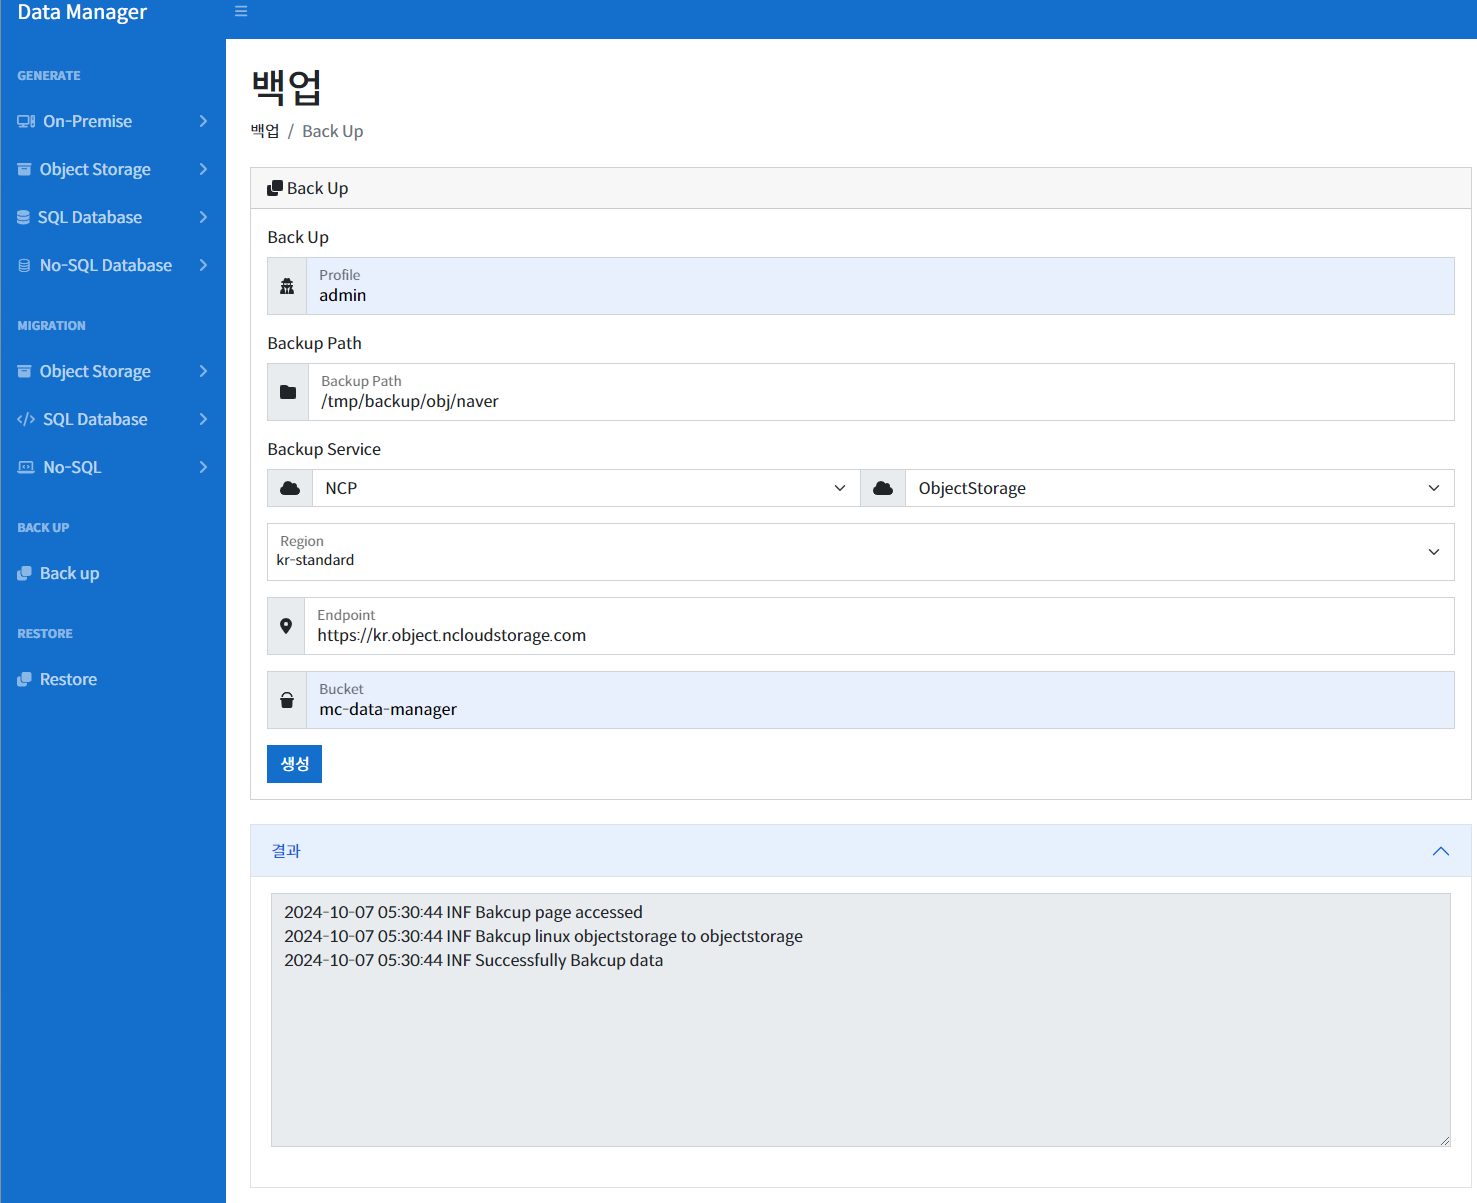 Data Manager
GENERATE
On-Premise
Object Storage
SQL Database
No-SQL Database
MIGRATION
Object Storage
SQL Database
No-SQL
BACK UP
Back up
RESTORE
Restore
백업
백업 / Back Up
Back Up
Back Up
Profile
admin
Backup Path
Backup Path
/tmp/backup/obj/naver
Backup Service
NCP
ObjectStorage
Region
kr-standard
Endpoint
https://kr.object.ncloudstorage.com
Bucket
mc-data-manager
생성
결과
2024-10-07 05:30:44 INF Bakcup page accessed
2024-10-07 05:30:44 INF Bakcup linux objectstorage to objectstorage
2024-10-07 05:30:44 INF Successfully Bakcup data